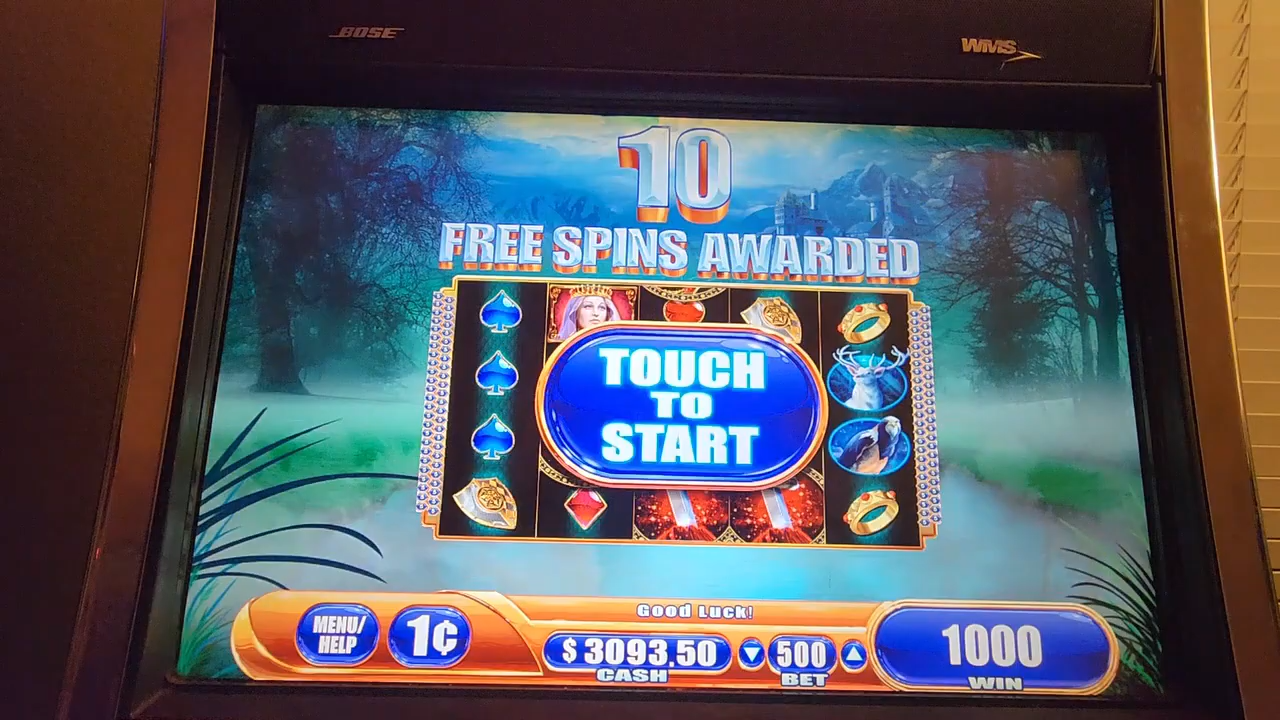 BOSE
WMS
10
FREE SPINS AWARDED
TOUCH
TO
START
Good Luck!
MENU/
HELP
1¢
$ 3093.50
CASH
500
BET
1000
WIN